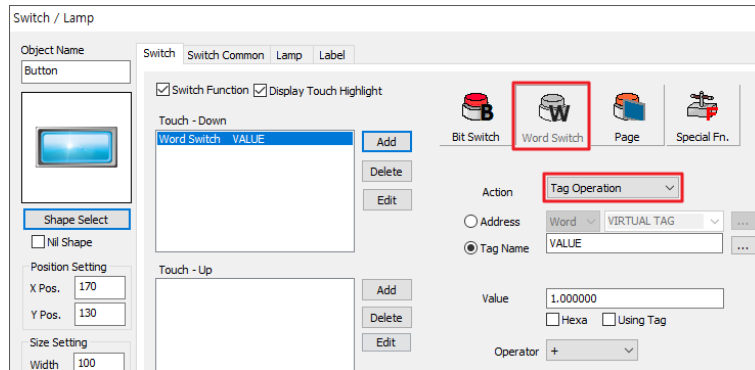 Switch / Lamp
Object Name
Button
Shape Select
Nil Shape
Position Setting
X Pos. 170
Y Pos. 130
Size Setting
Width 100
Switch Switch Common Lamp Label
Switch Function Display Touch Highlight
Touch - Down
Word Switch VALUE
Add
Delete
Edit
Touch - Up
Add
Delete
Edit
B W F
Bit Switch Word Switch Page Special Fn.
Action Tag Operation
Address Word VIRTUAL TAG ...
Tag Name VALUE ...
Value 1.000000
Hexa Using Tag
Operator +